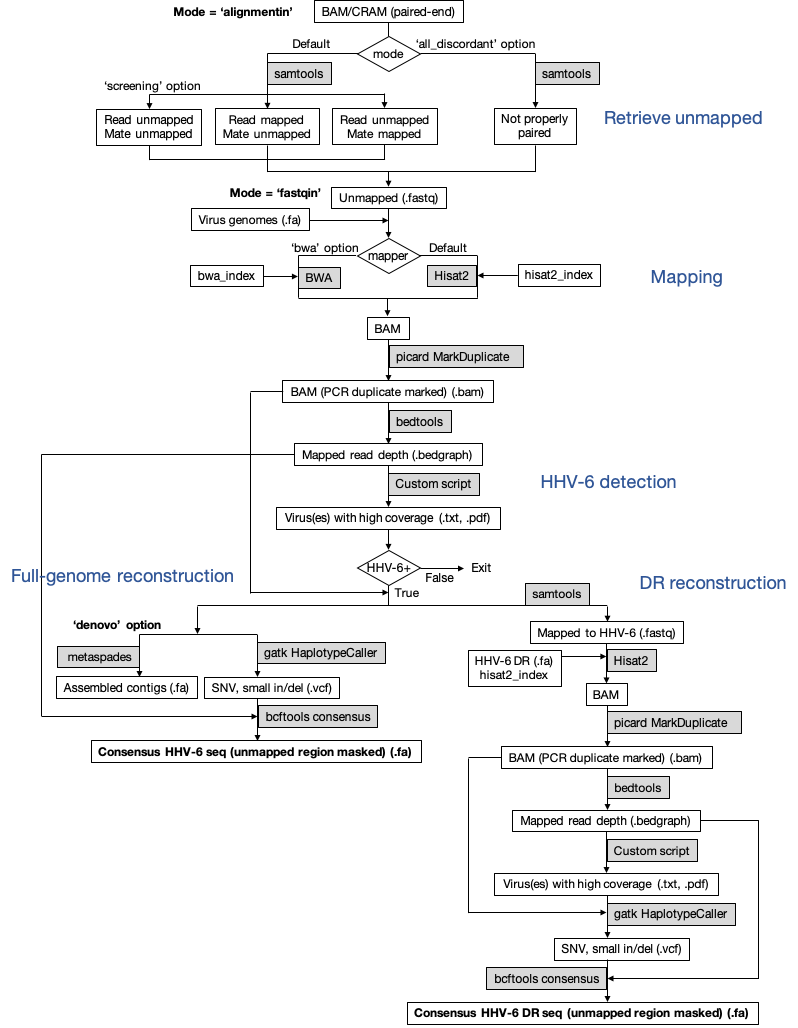 Mode = ‘alignmentin’
BAM/CRAM (paired-end)
Default
mode
‘all_discordant’ option
samtools
samtools
‘screening’ option
Read unmapped
Mate unmapped
Read mapped
Mate unmapped
Read unmapped
Mate mapped
Not properly
paired
Retrieve unmapped
Mode = ‘fastqin’
Unmapped (.fastq)
Virus genomes (.fa)
‘bwa’ option
mapper
Default
bwa_index
BWA
Hisat2
hisat2_index
Mapping
BAM
picard MarkDuplicate
BAM (PCR duplicate marked) (.bam)
bedtools
Mapped read depth (.bedgraph)
Custom script
HHV-6 detection
Virus(es) with high coverage (.txt, .pdf)
HHV-6+
False
Exit
True
Full-genome reconstruction
DR reconstruction
samtools
‘denovo’ option
metaspades
gatk HaplotypeCaller
Assembled contigs (.fa)
SNV, small in/del (.vcf)
bcftools consensus
Consensus HHV-6 seq (unmapped region masked) (.fa)
Mapped to HHV-6 (.fastq)
HHV-6 DR (.fa)
hisat2_index
Hisat2
BAM
picard MarkDuplicate
BAM (PCR duplicate marked) (.bam)
bedtools
Mapped read depth (.bedgraph)
Custom script
Virus(es) with high coverage (.txt, .pdf)
gatk HaplotypeCaller
SNV, small in/del (.vcf)
bcftools consensus
Consensus HHV-6 DR seq (unmapped region masked) (.fa)